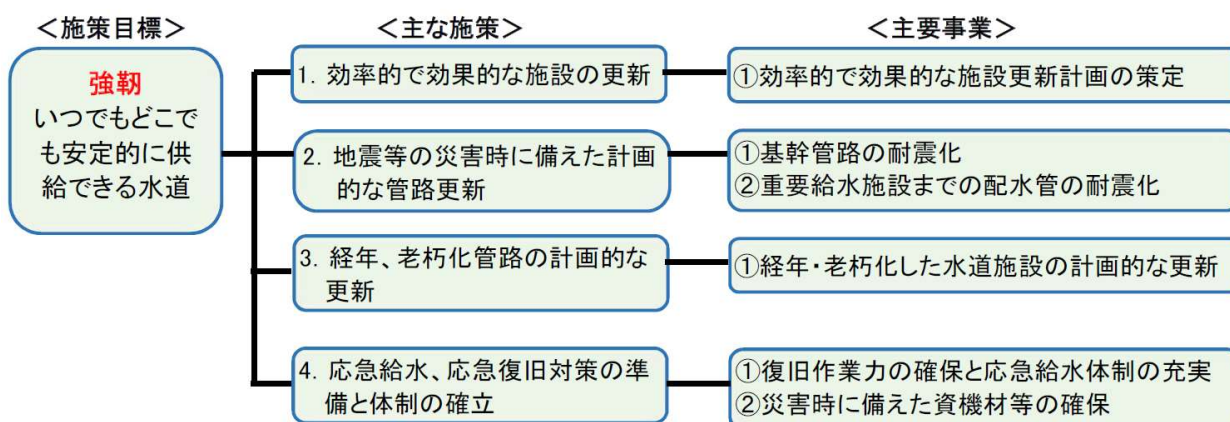 ＜施策目標＞
＜主な施策＞
＜主要事業＞
強靭
いつでもどこで
も安定的に供
給できる水道
1．効率的で効果的な施設の更新
①効率的で効果的な施設更新計画の策定
2．地震等の災害時に備えた計画
的な管路更新
①基幹管路の耐震化
②重要給水施設までの配水管の耐震化
3．経年、老朽化管路の計画的な
更新
①経年・老朽化した水道施設の計画的な更新
4．応急給水、応急復旧対策の準
備と体制の確立
①復旧作業力の確保と応急給水体制の充実
②災害時に備えた資機材等の確保